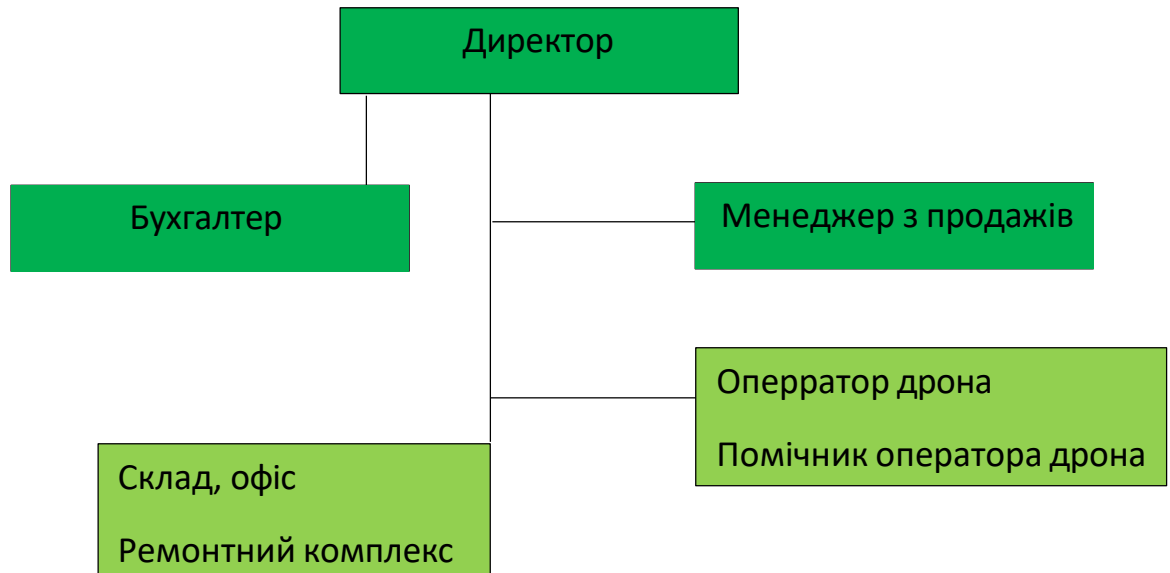 Директор
Бухгалтер
Менеджер з продажів
Оперратор дрона
Помічник оператора дрона
Склад, офіс
Ремонтний комплекс